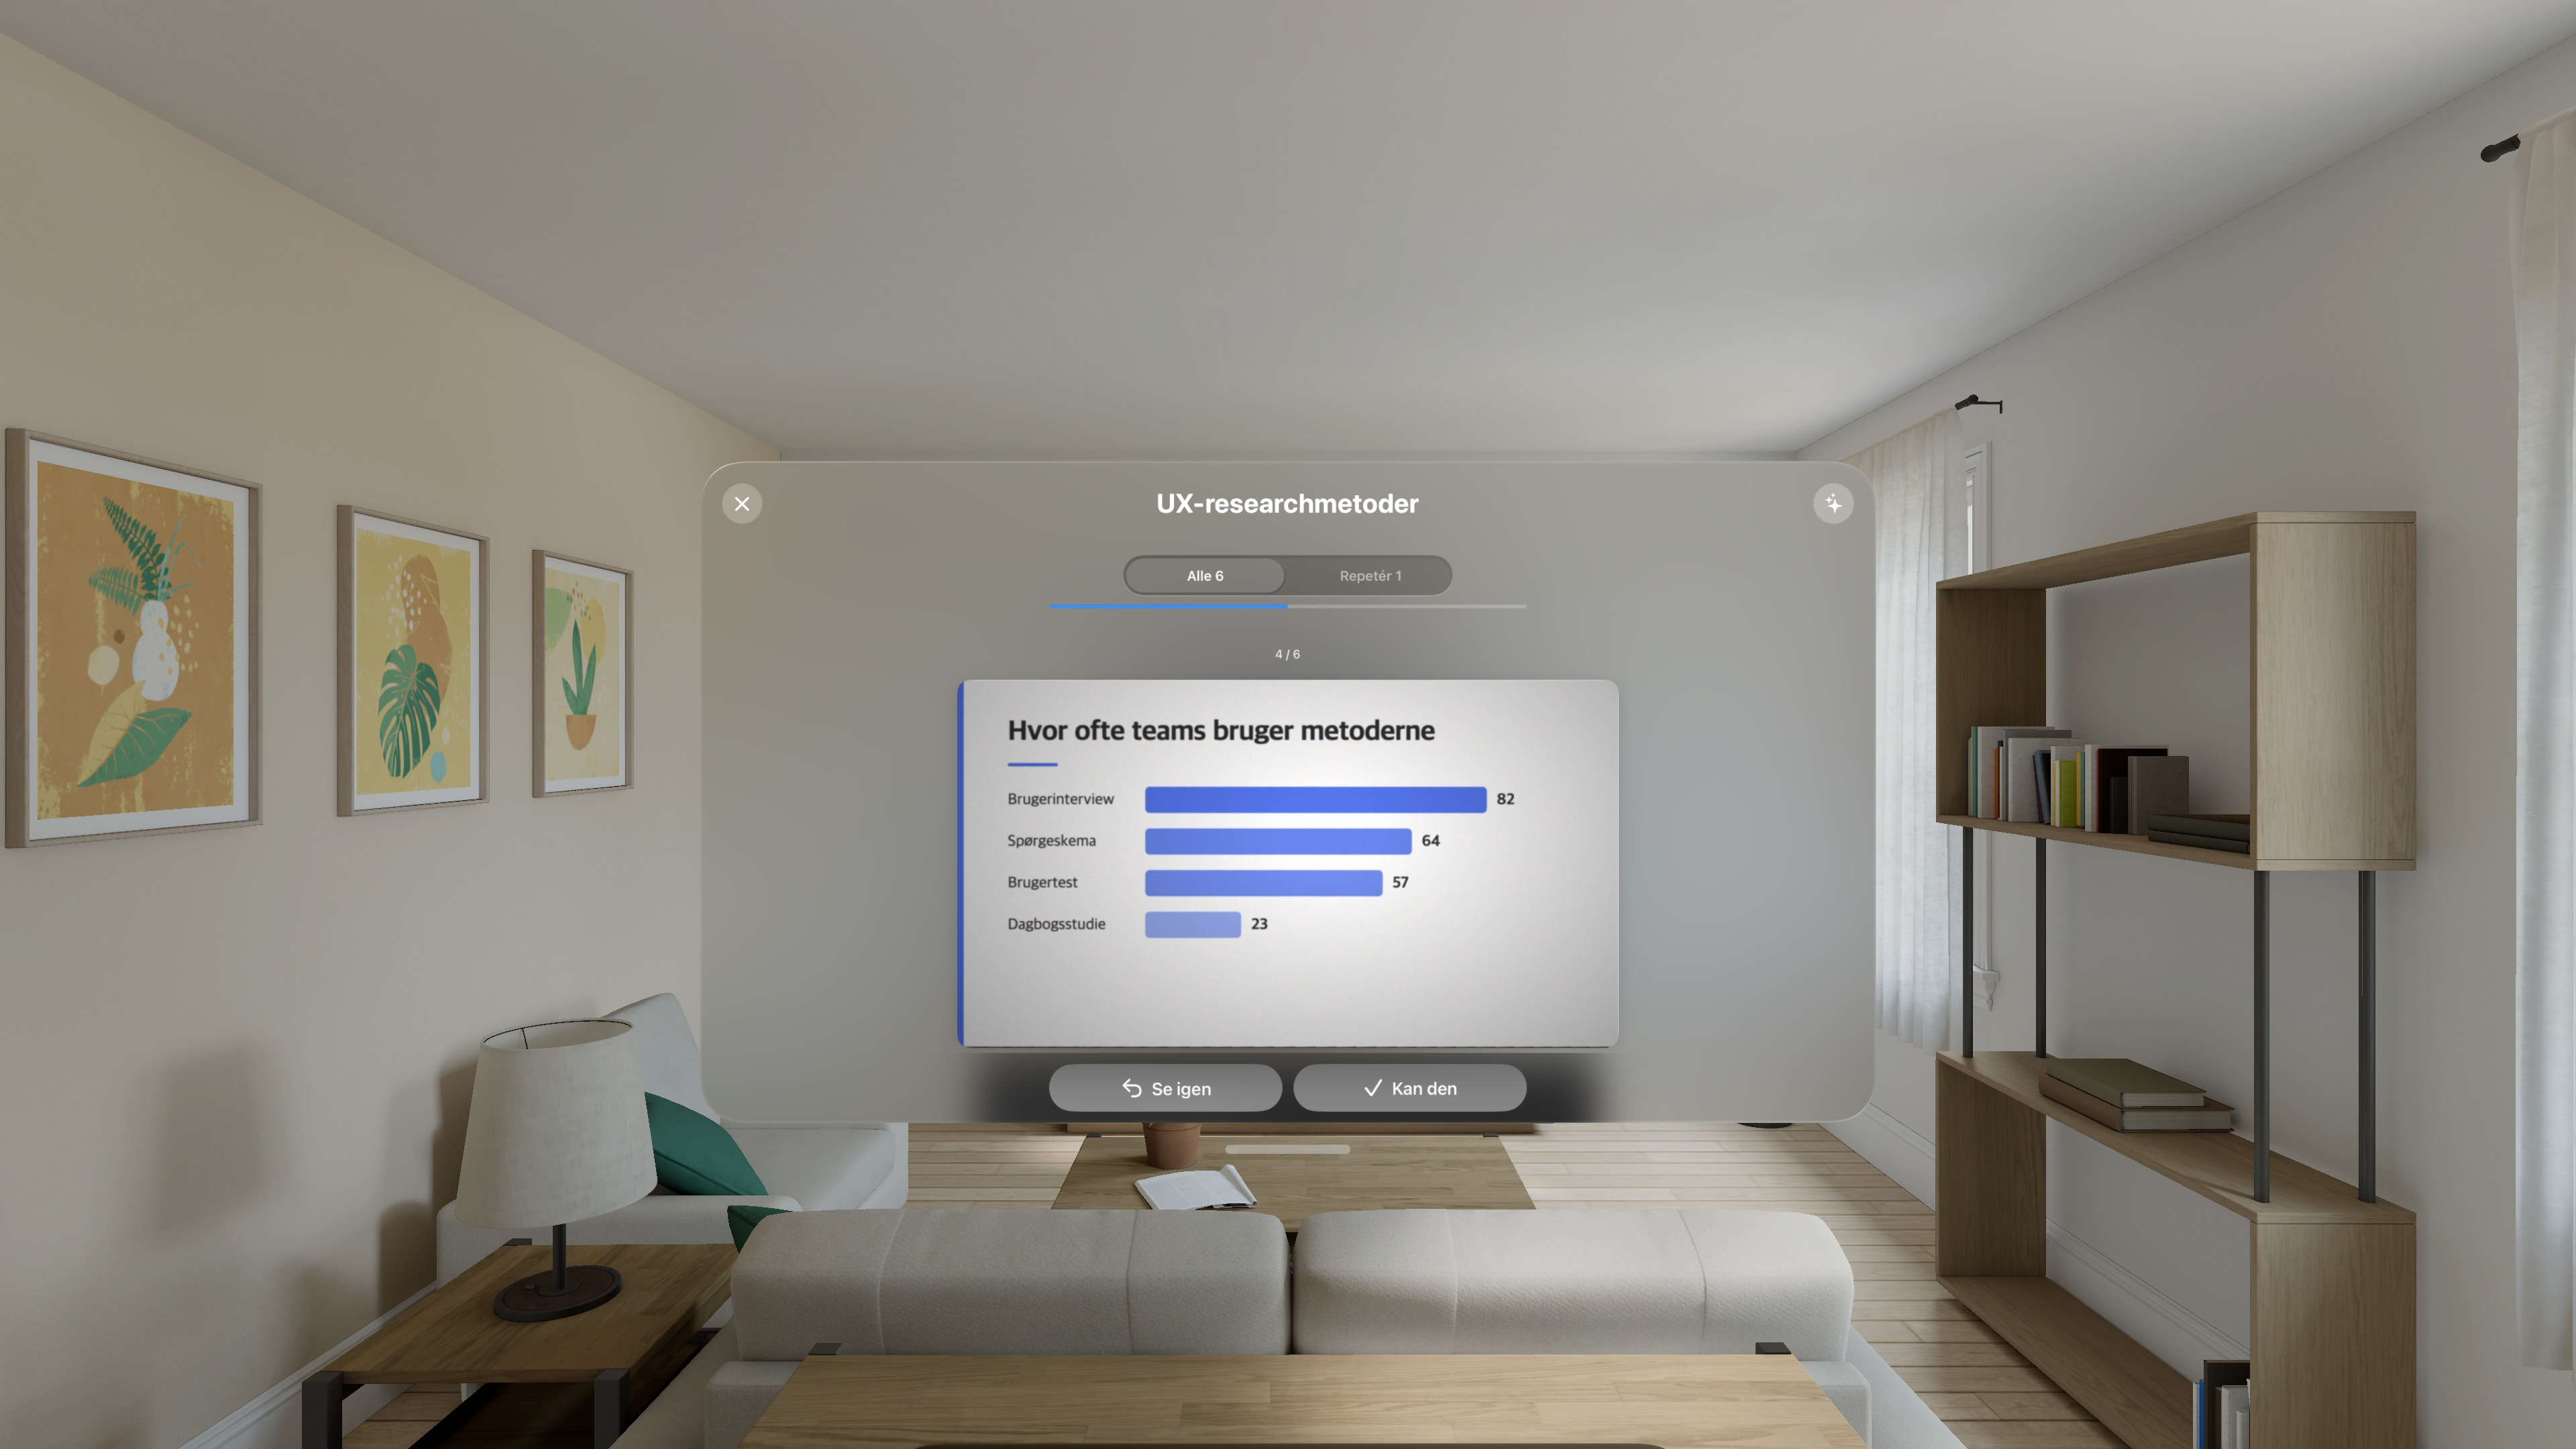 UX-researchmetoder
Alle 6
Repetér 1
4 / 6
Hvor ofte teams bruger metoderne
Brugerinterview 82
Spørgeskema 64
Brugertest 57
Dagbogsstudie 23
Se igen
Kan den